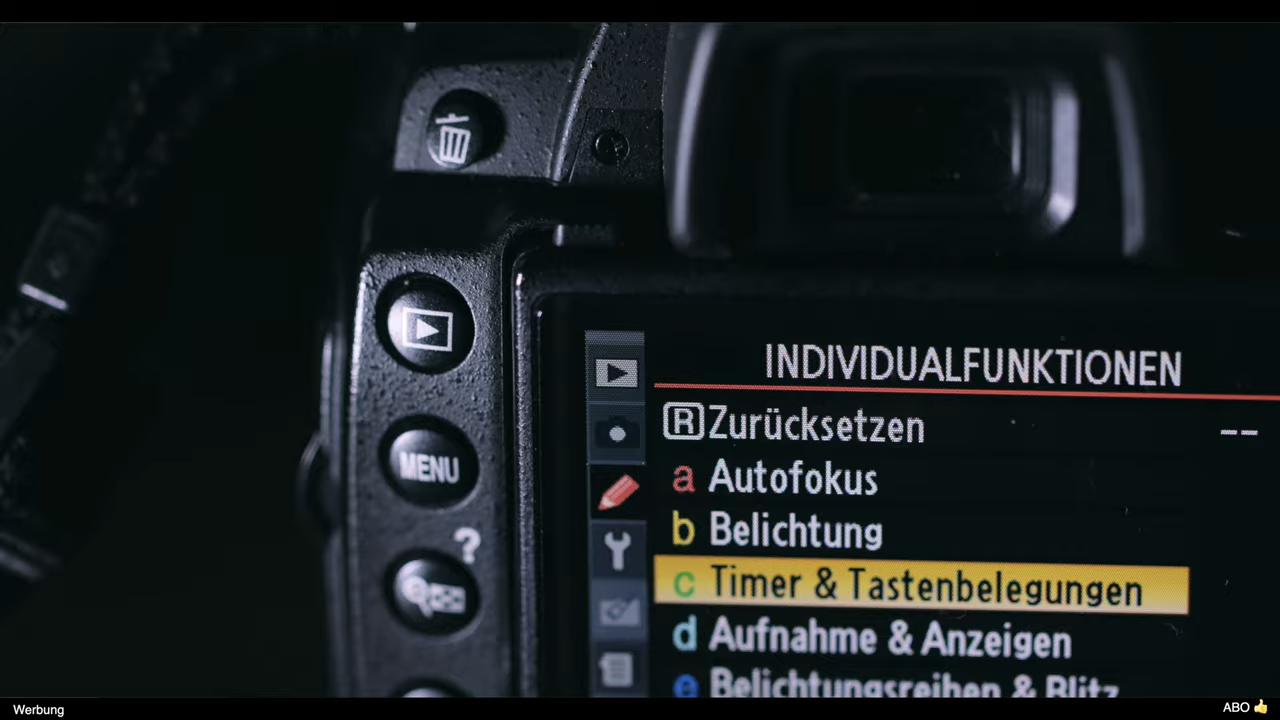 INDIVIDUALFUNKTIONEN
R Zurücksetzen --
a Autofokus
b Belichtung
MENU
c Timer & Tastenbelegungen
?
d Aufnahme & Anzeigen
e Belichtungsreihen & Blitz
Werbung
ABO 👍